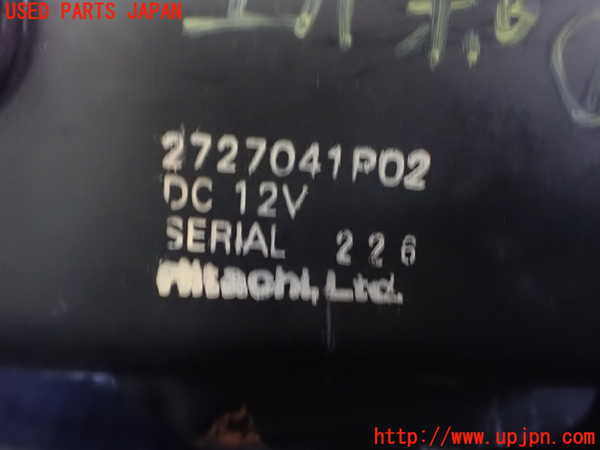 USED PARTS JAPAN
2727041P02
DC 12V
SERIAL 226
Hitachi, Ltd.
http://www.upjpn.com